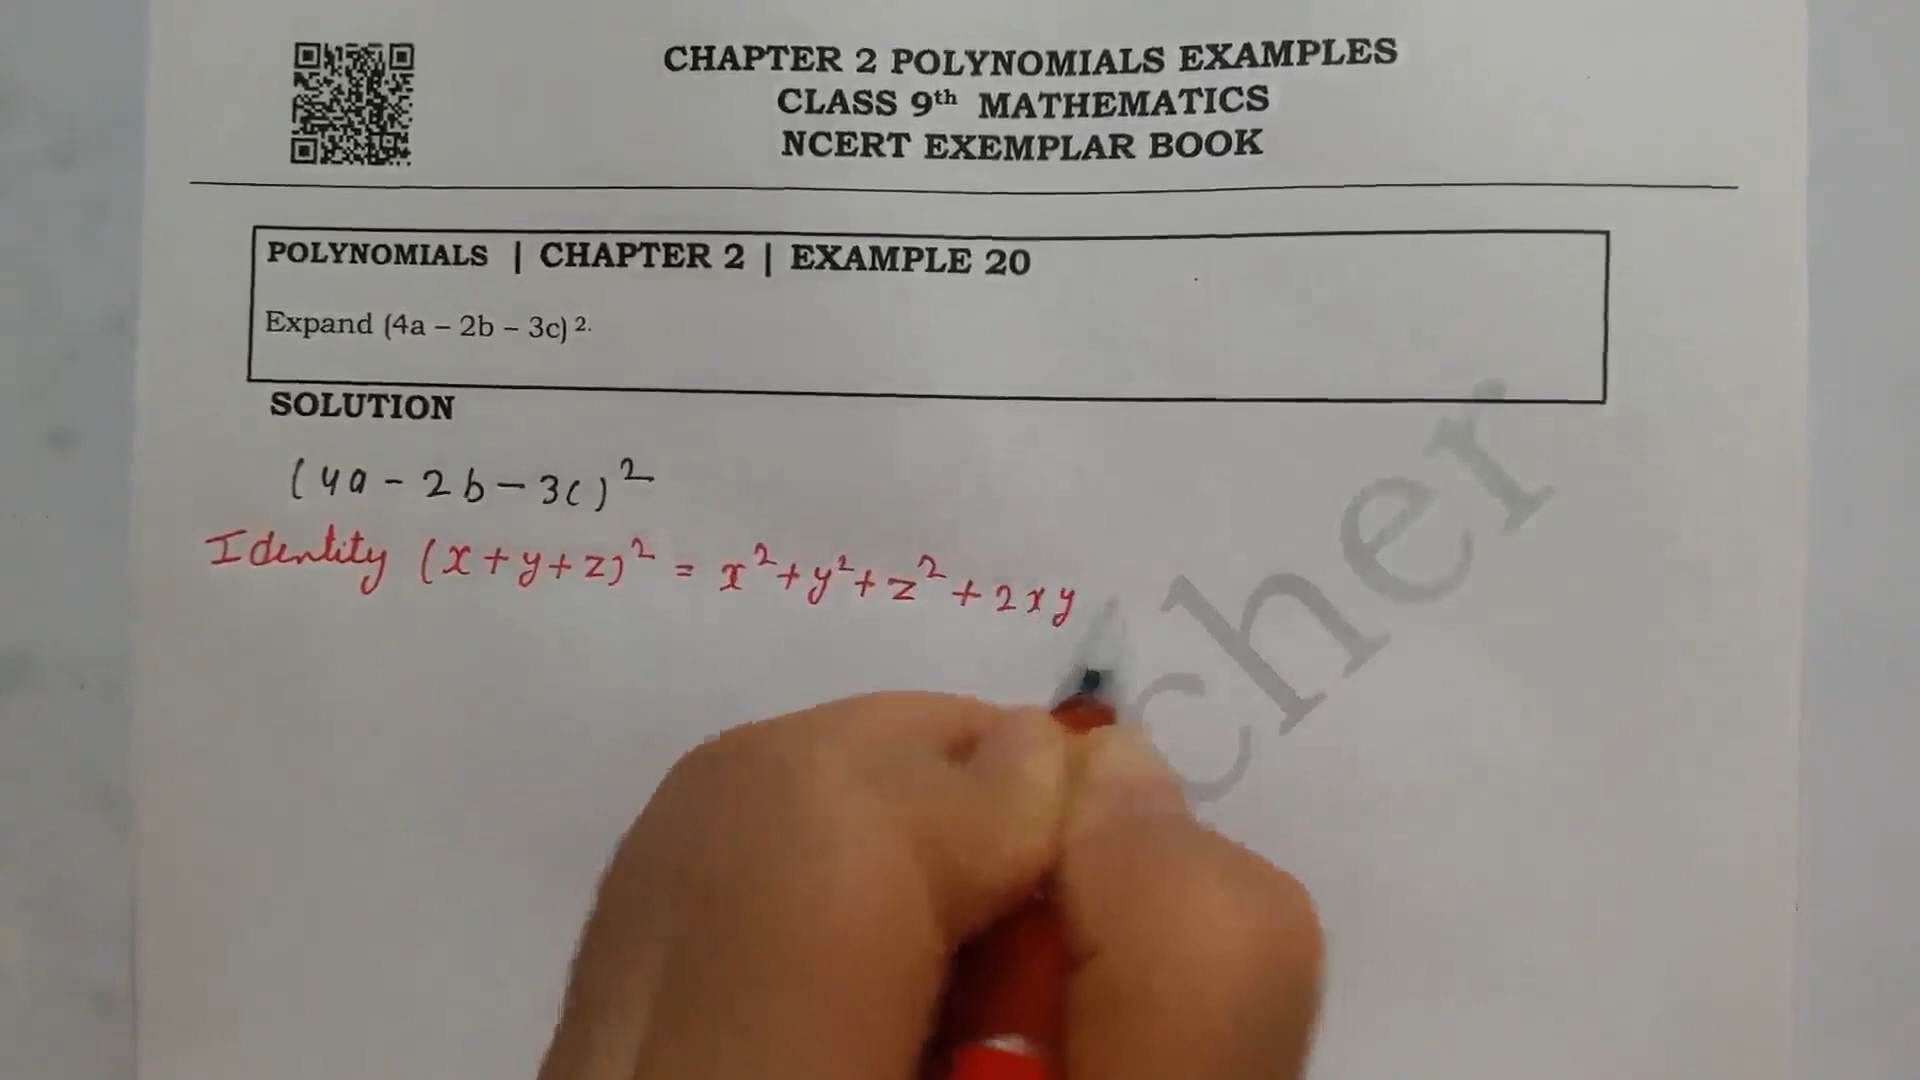 CHAPTER 2 POLYNOMIALS EXAMPLES
CLASS 9th MATHEMATICS
NCERT EXEMPLAR BOOK
POLYNOMIALS | CHAPTER 2 | EXAMPLE 20
Expand (4a – 2b – 3c) 2.
SOLUTION
(4a - 2b - 3c)²
Identity (x + y + z)² = x² + y² + z² + 2xy
cher